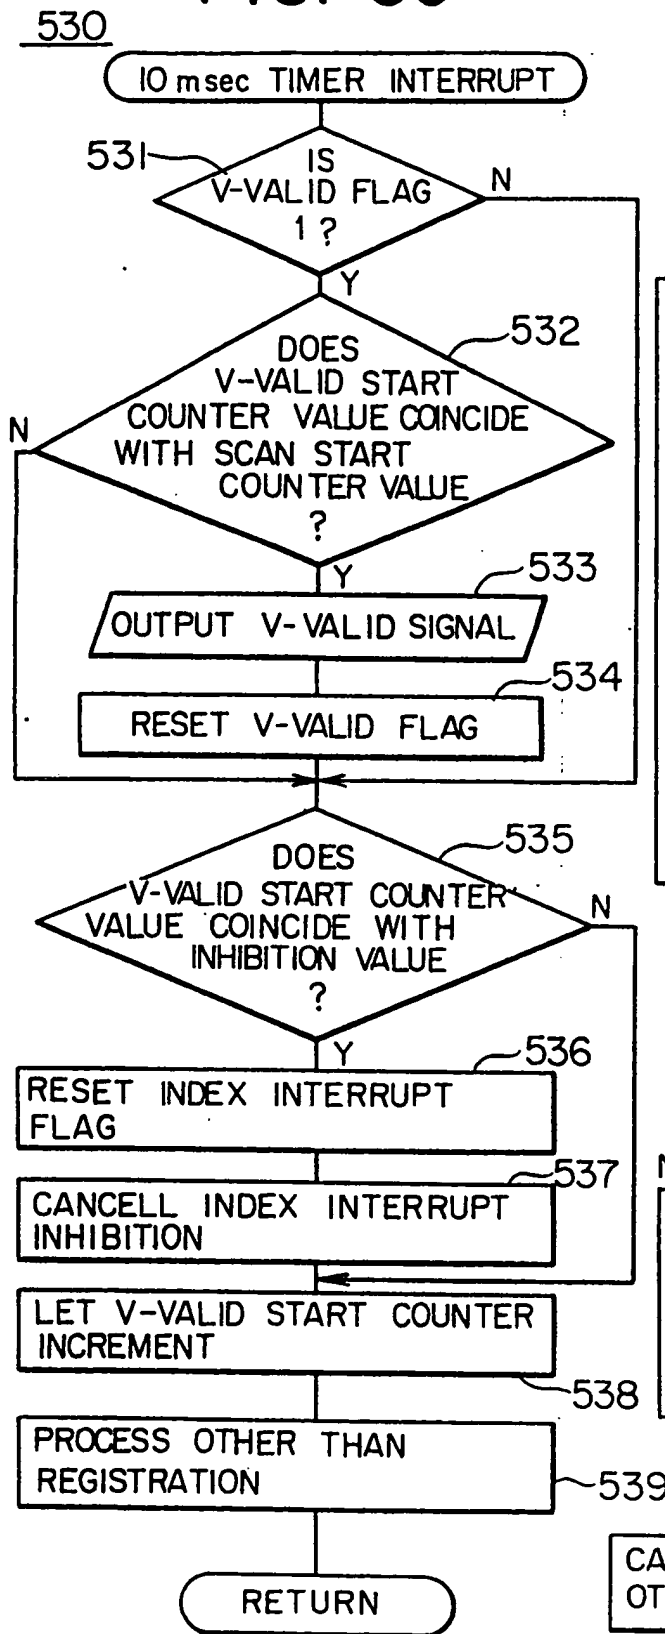 530
10 msec TIMER INTERRUPT
531
IS
V-VALID FLAG
1 ?
N
Y
532
DOES
V-VALID START
COUNTER VALUE COINCIDE
WITH SCAN START
COUNTER VALUE
?
N
Y
533
OUTPUT V-VALID SIGNAL
534
RESET V-VALID FLAG
535
DOES
V-VALID START COUNTER
VALUE COINCIDE WITH
INHIBITION VALUE
?
N
Y
536
RESET INDEX INTERRUPT
FLAG
537
CANCELL INDEX INTERRUPT
INHIBITION
LET V-VALID START COUNTER
INCREMENT
538
PROCESS OTHER THAN
REGISTRATION
539
RETURN
CA
OT